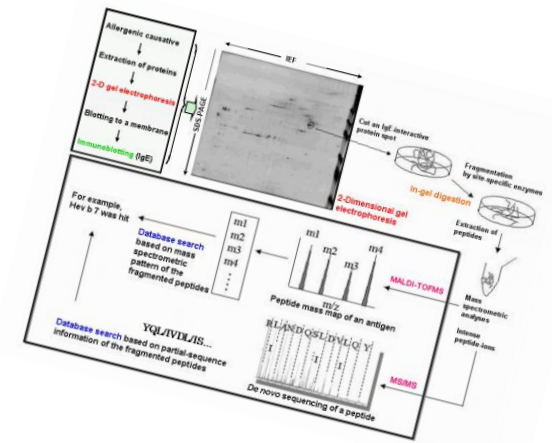 Allergenic causative
Extraction of proteins
2-D gel electrophoresis
Blotting to a membrane
Immunoblotting (IgE)
IEF
SDS-PAGE
Cut an IgE-interactive
protein spot
Fragmentation
by site-specific enzymes
in-gel digestion
2-Dimensional gel
electrophoresis
Extraction of
peptides
Mass
spectrometric
analyses
Intense
peptide-ions
MALDI-TOFMS
MS/MS
m1
m2
m3
m4
m/z
Peptide mass map of an antigen
m1
m2
m3
m4
Database search
based on mass
spectrometric
pattern of the
fragmented peptides
For example,
Hev b 7 was hit
R L A N D Q S L D V L Q Y
I I I
De novo sequencing of a peptide
YQL/IVDL/IS...
Database search based on partial-sequence
information of the fragmented peptides